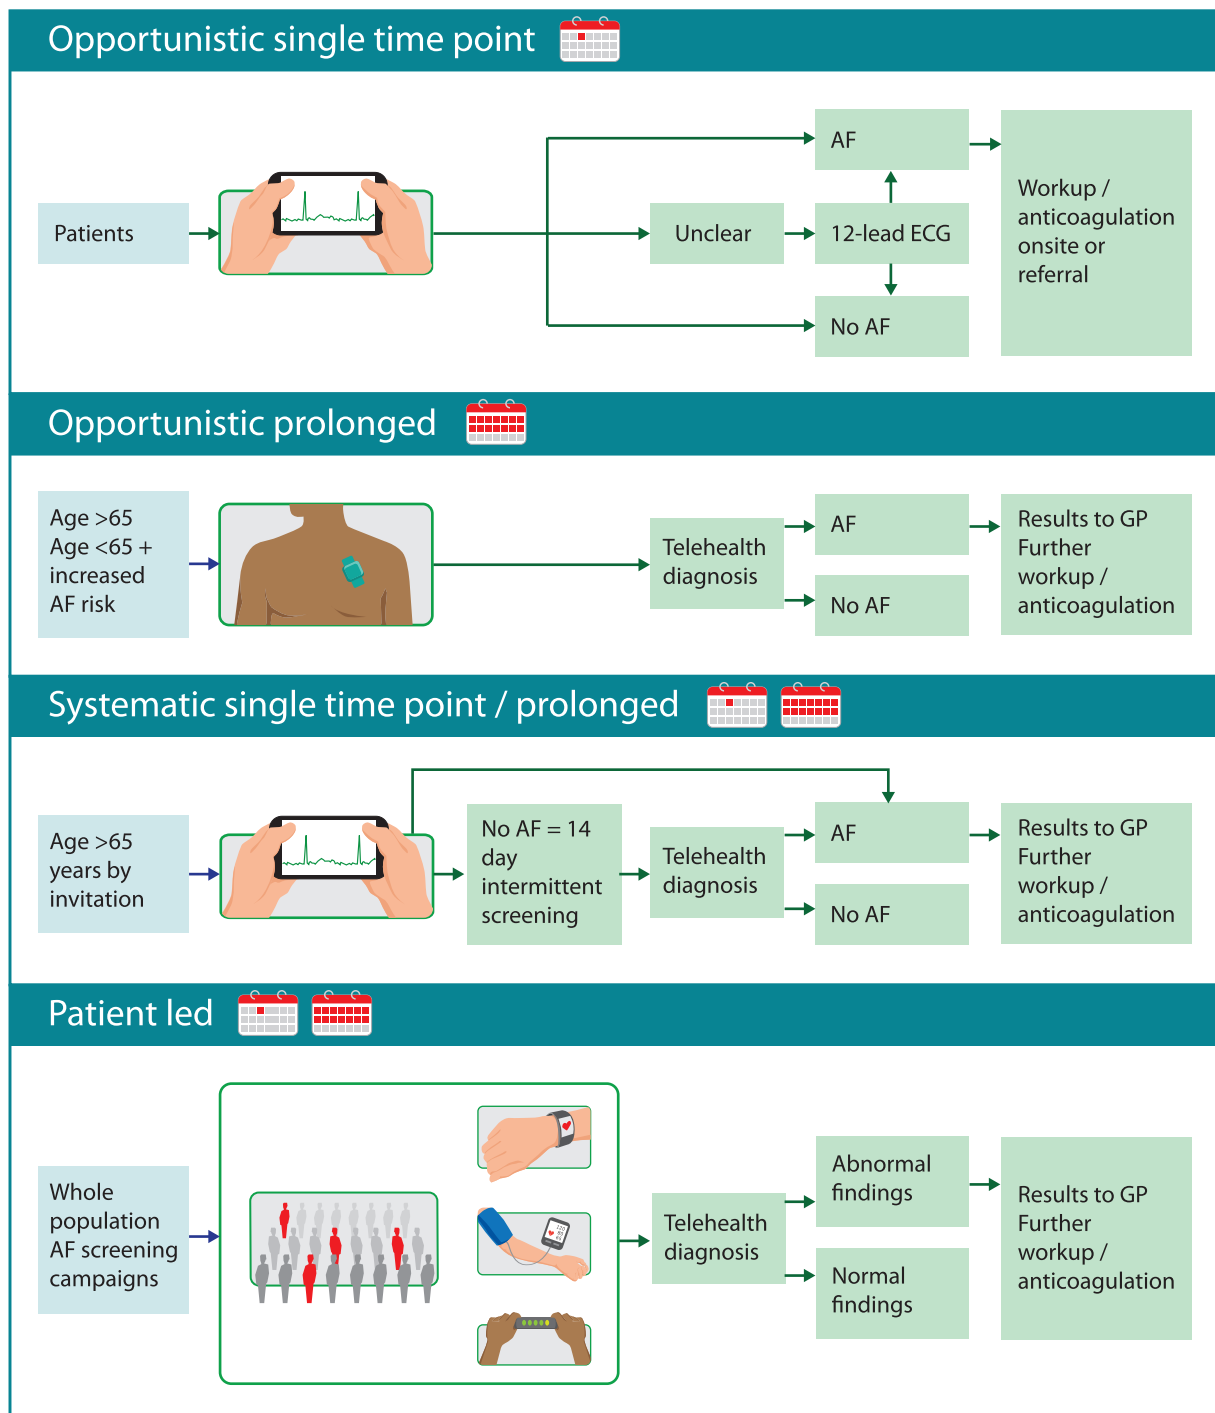 Opportunistic single time point
Patients
Unclear
AF
12-lead ECG
No AF
Workup /
anticoagulation
onsite or
referral
Opportunistic prolonged
Age >65
Age <65 +
increased
AF risk
Telehealth
diagnosis
AF
No AF
Results to GP
Further
workup /
anticoagulation
Systematic single time point / prolonged
Age >65
years by
invitation
No AF = 14
day
intermittent
screening
Telehealth
diagnosis
AF
No AF
Results to GP
Further
workup /
anticoagulation
Patient led
Whole
population
AF screening
campaigns
Telehealth
diagnosis
Abnormal
findings
Normal
findings
Results to GP
Further
workup /
anticoagulation